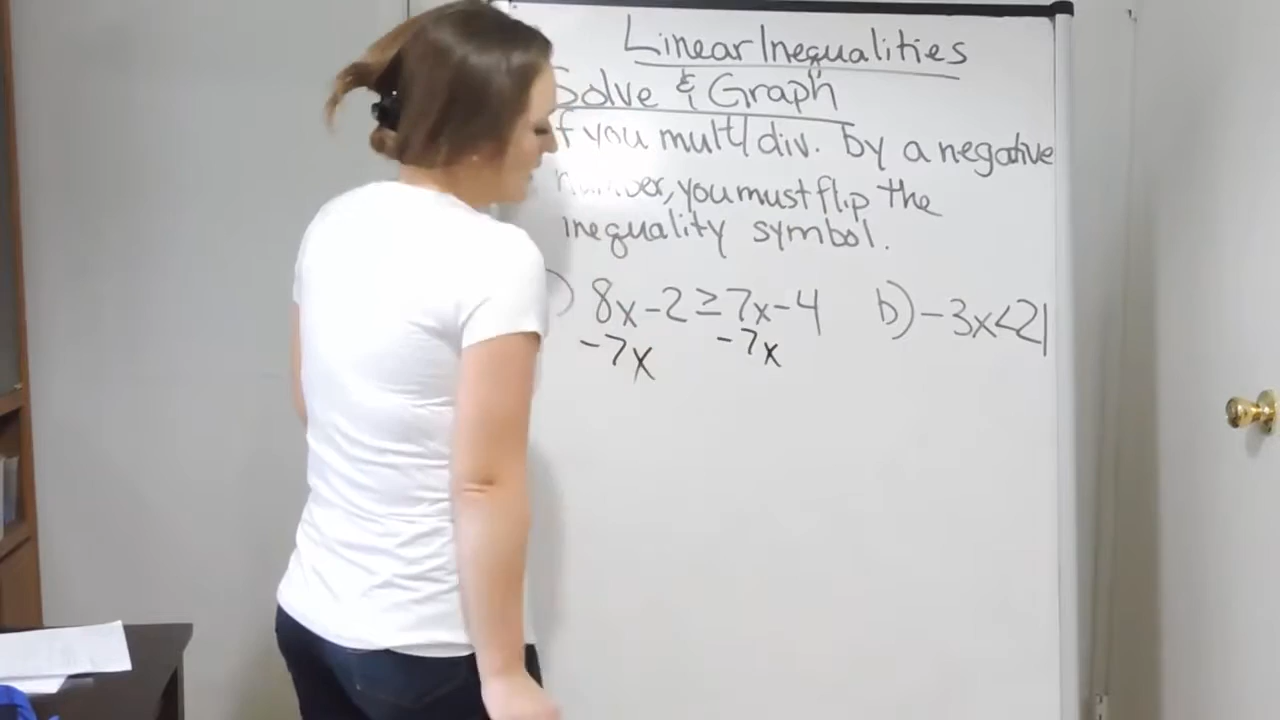 Linear Inequalities
Solve & Graph
f you mult/div. by a negative
number, you must flip the
inequality symbol.
) 8x-2≥7x-4 b) -3x<21
-7x -7x